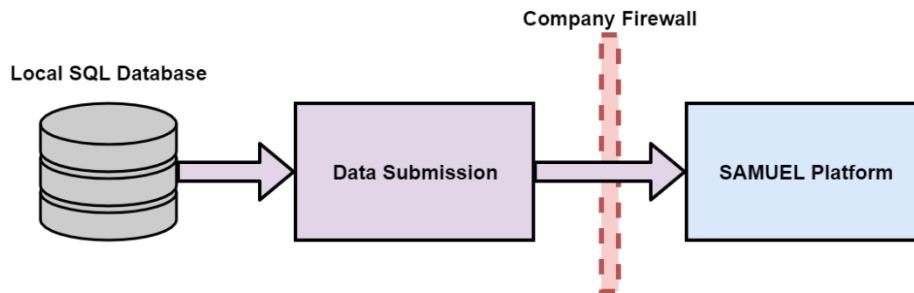 Company Firewall
Local SQL Database
Data Submission
SAMUEL Platform